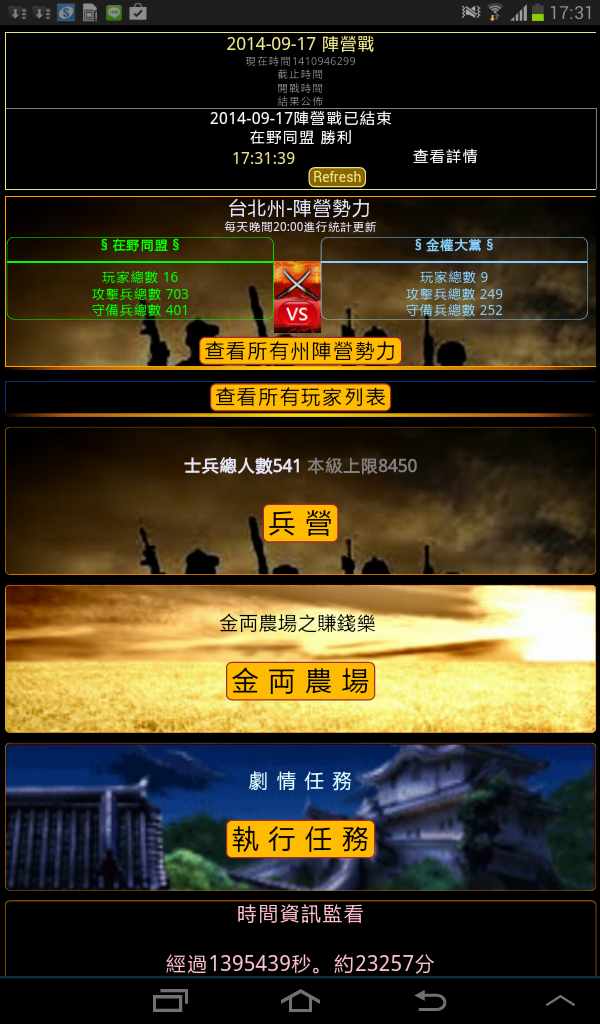 17:31
2014-09-17 陣營戰
現在時間1410946299
截止時間
開戰時間
結果公佈
2014-09-17陣營戰已結束
在野同盟 勝利
17:31:39
查看詳情
Refresh
台北州-陣營勢力
每天晚間20:00進行統計更新
§ 在野同盟 §
玩家總數 16
攻擊兵總數 703
守備兵總數 401
VS
§ 金權大黨 §
玩家總數 9
攻擊兵總數 249
守備兵總數 252
查看所有州陣營勢力
查看所有玩家列表
士兵總人數541 本級上限8450
兵 營
金両農場之賺錢樂
金 両 農 場
劇 情 任 務
執 行 任 務
時間資訊監看
經過1395439秒。約23257分